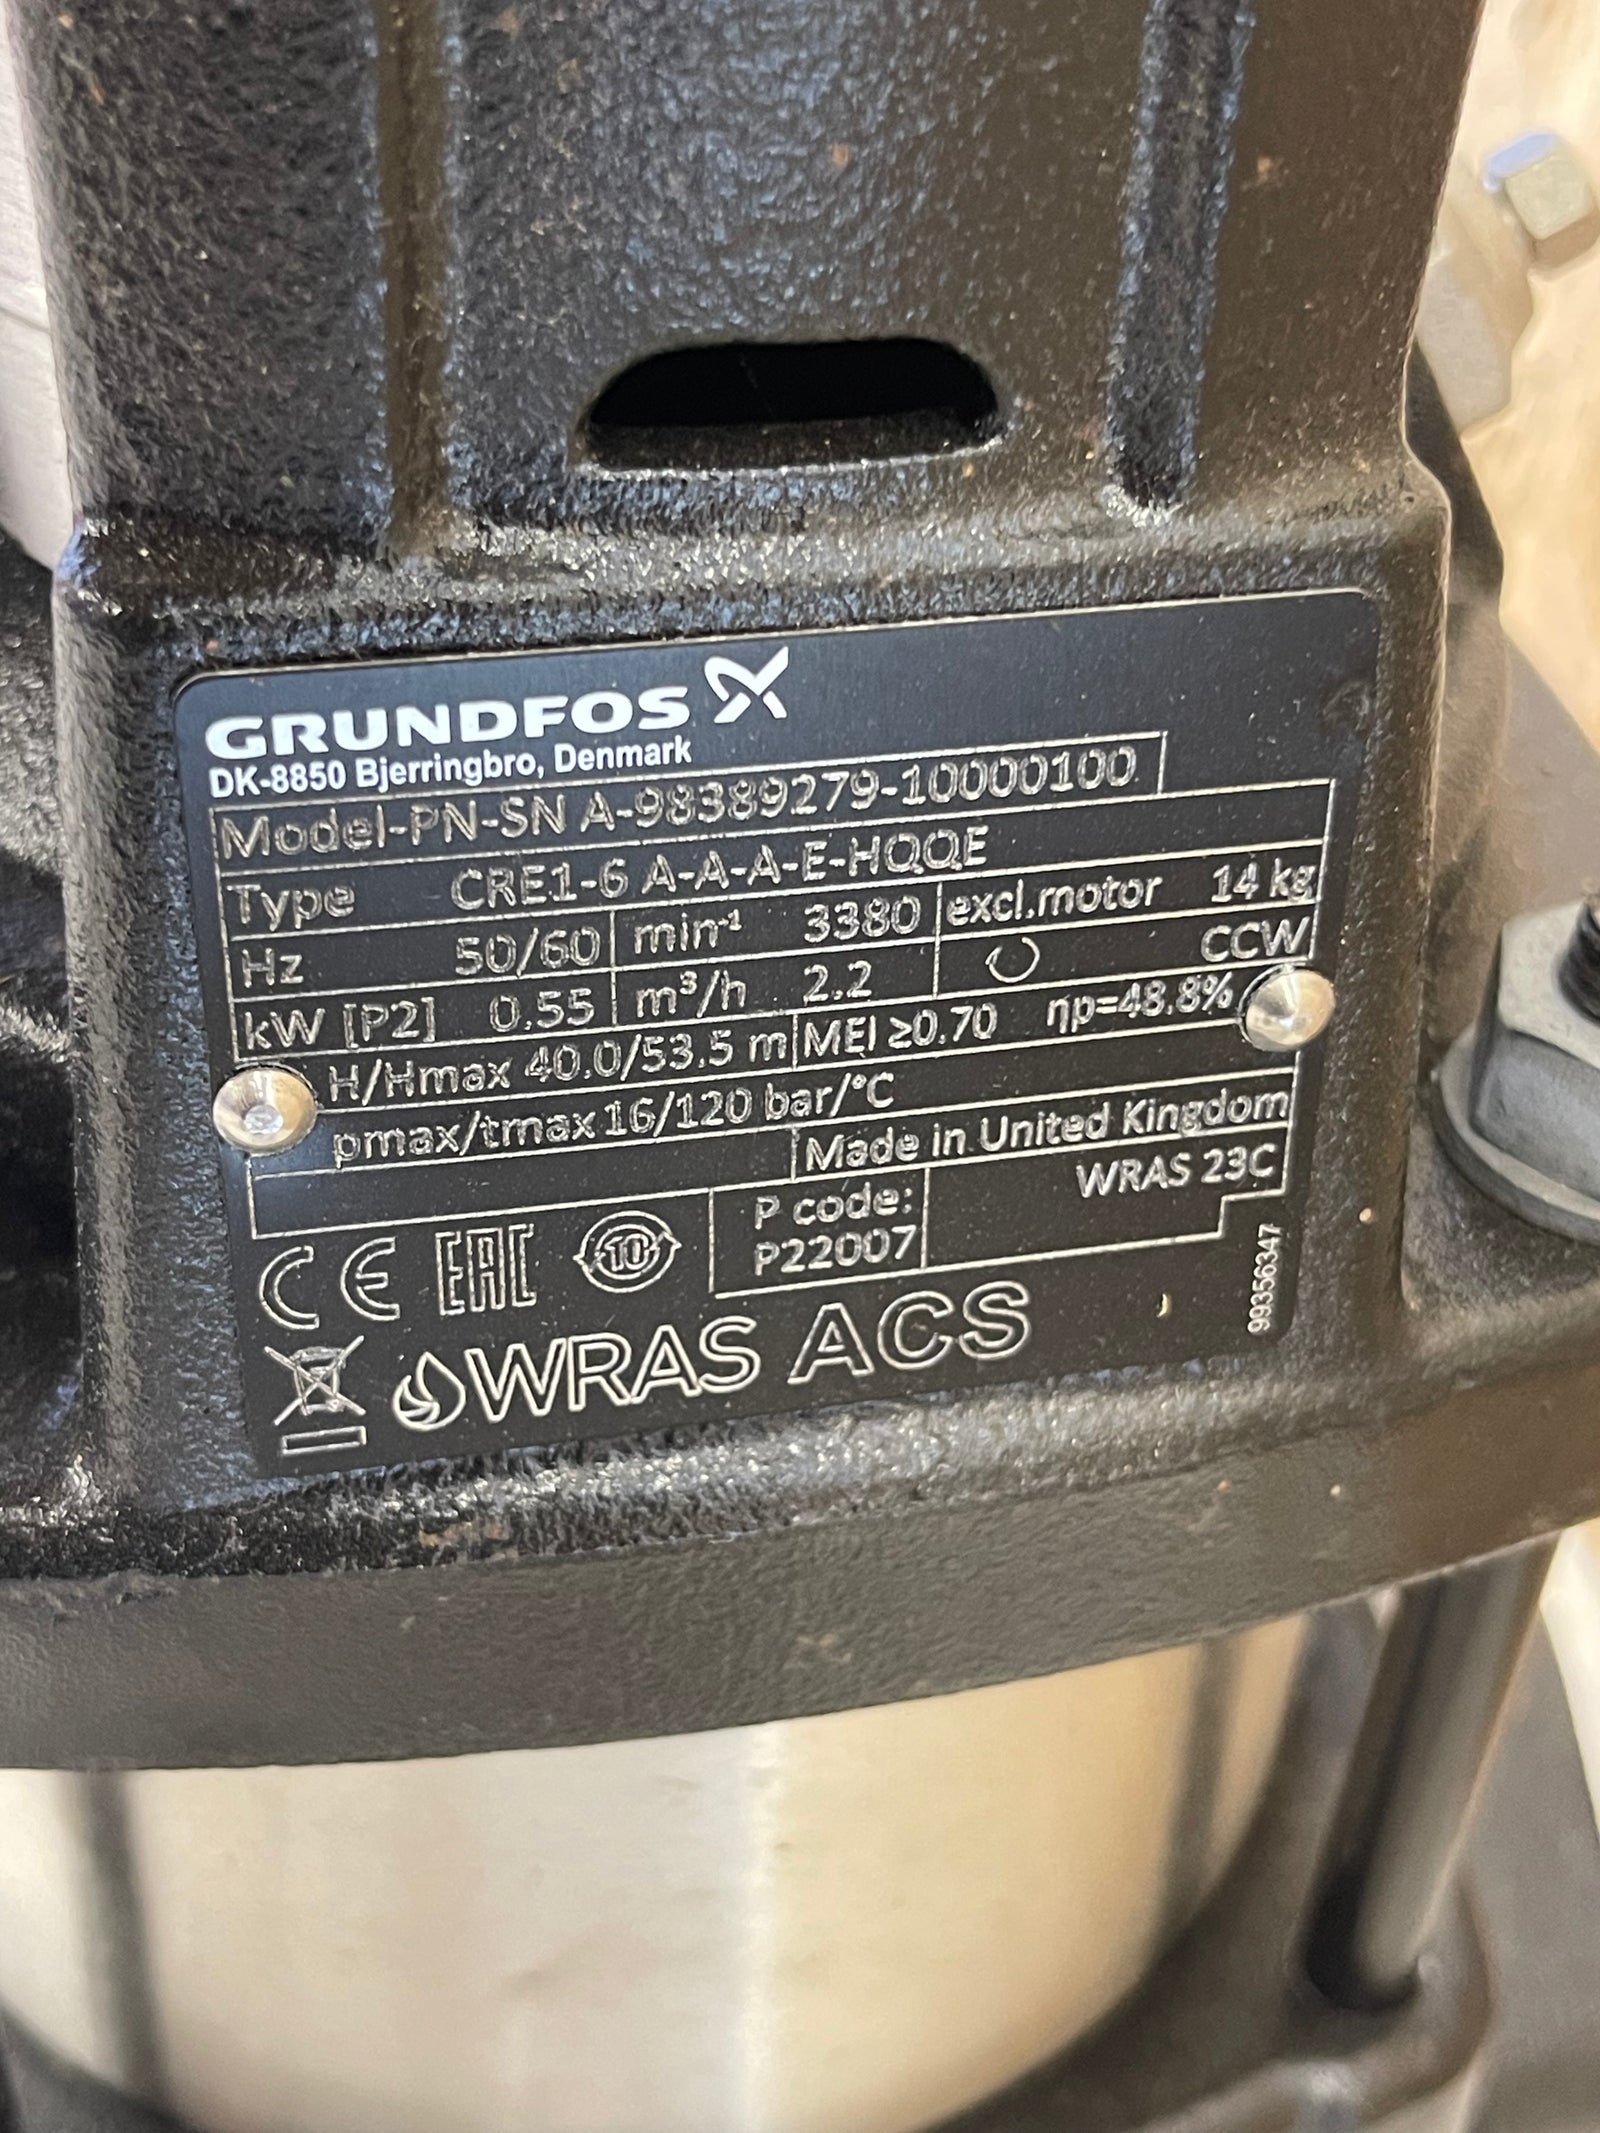 GRUNDFOS
DK-8850 Bjerringbro, Denmark
Model-PN-SN A-98389279-10000100
Type CRE1-6 A-A-A-E-HQQE
Hz 50/60 min⁻¹ 3380 excl.motor 14 kg
kW [P2] 0.55 m³/h 2.2 CCW
H/Hmax 40.0/53.5 m MEI ≥0.70 ηp=48.8%
pmax/tmax 16/120 bar/°C
Made in United Kingdom
P code: WRAS 23C
P22007
CE EAC 10
WRAS ACS
99356347